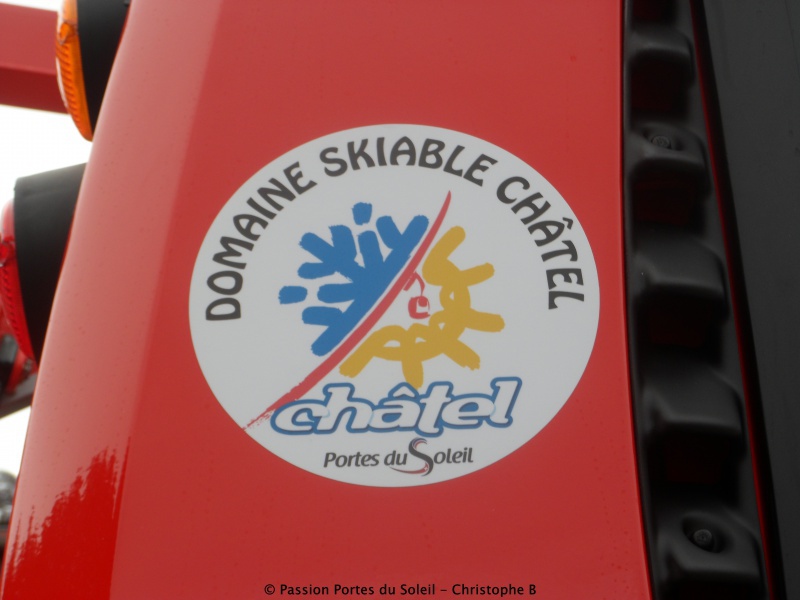 DOMAINE SKIABLE CHÂTEL
châtel
Portes du Soleil
© Passion Portes du Soleil - Christophe B